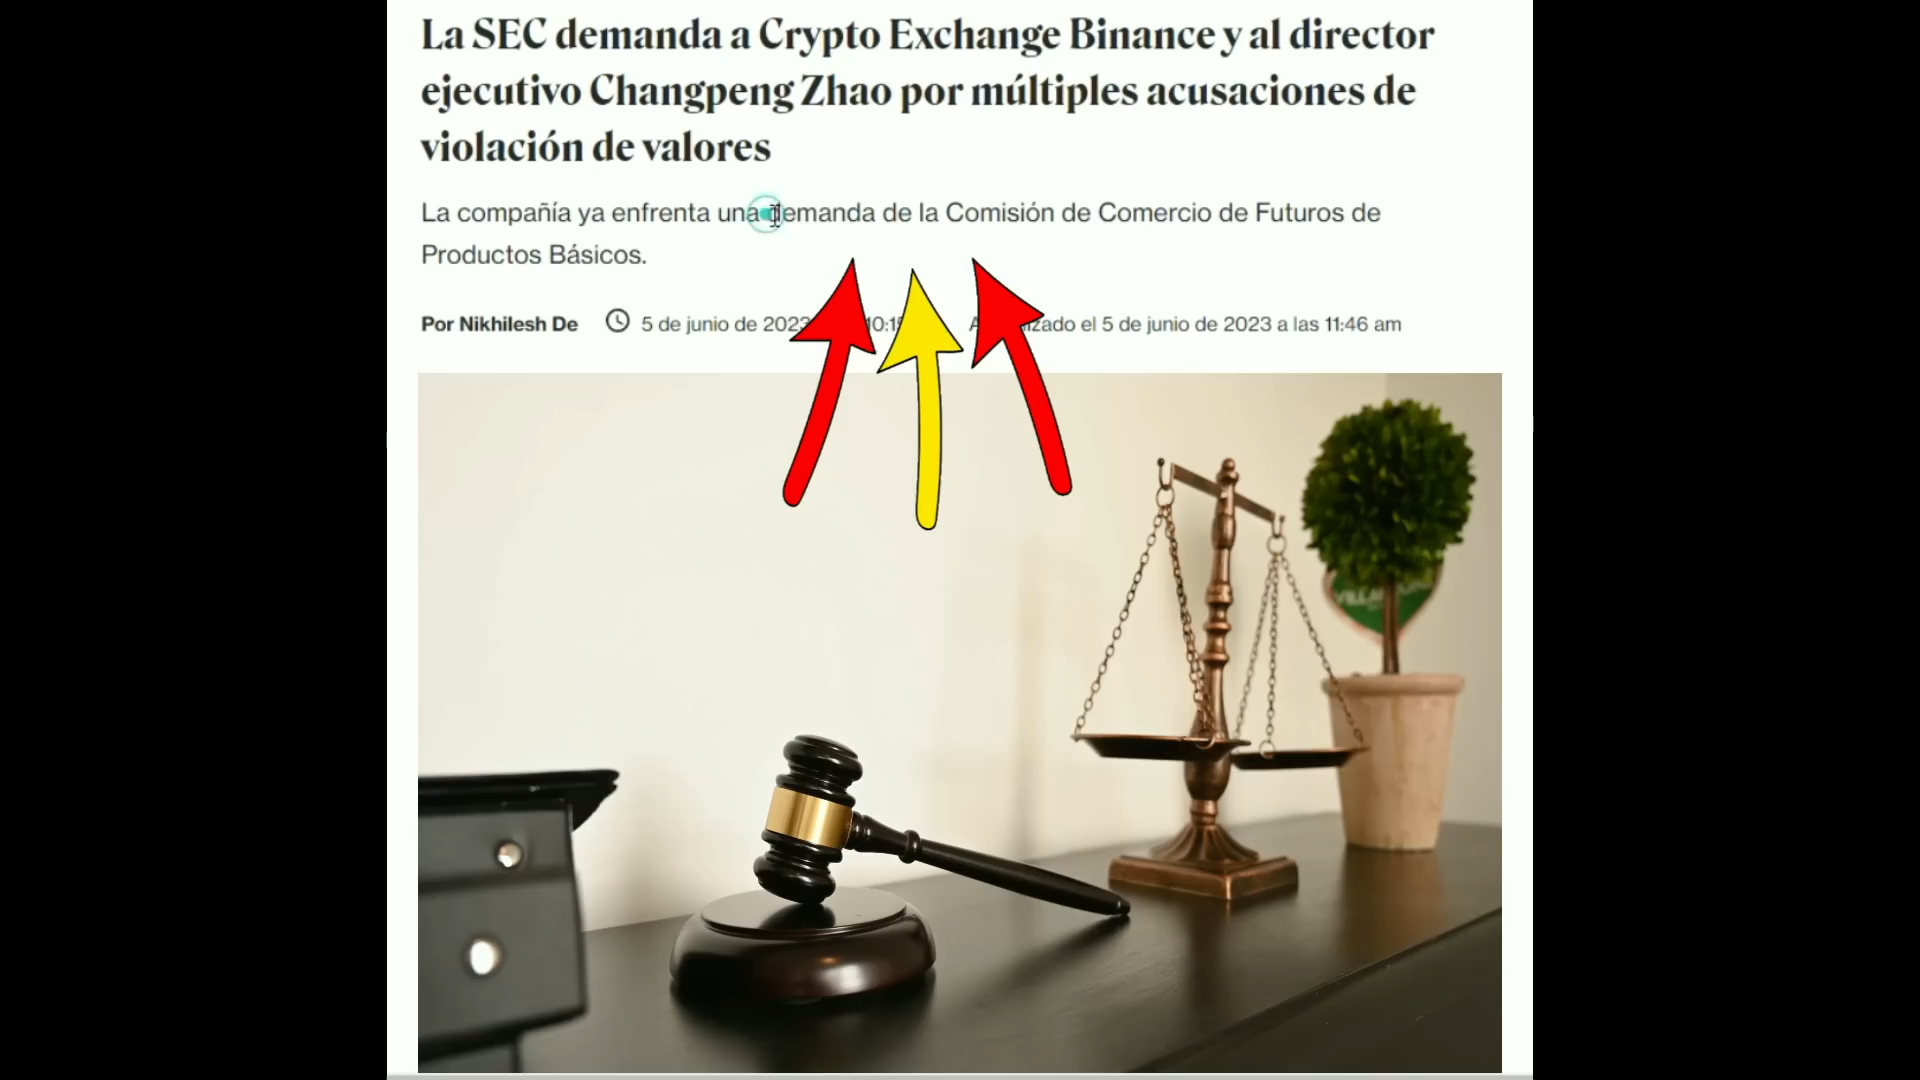 La SEC demanda a Crypto Exchange Binance y al director
ejecutivo Changpeng Zhao por múltiples acusaciones de
violación de valores
La compañía ya enfrenta una demanda de la Comisión de Comercio de Futuros de
Productos Básicos.
Por Nikhilesh De 5 de junio de 2023 el 5 de junio de 2023 a las 11:46 am